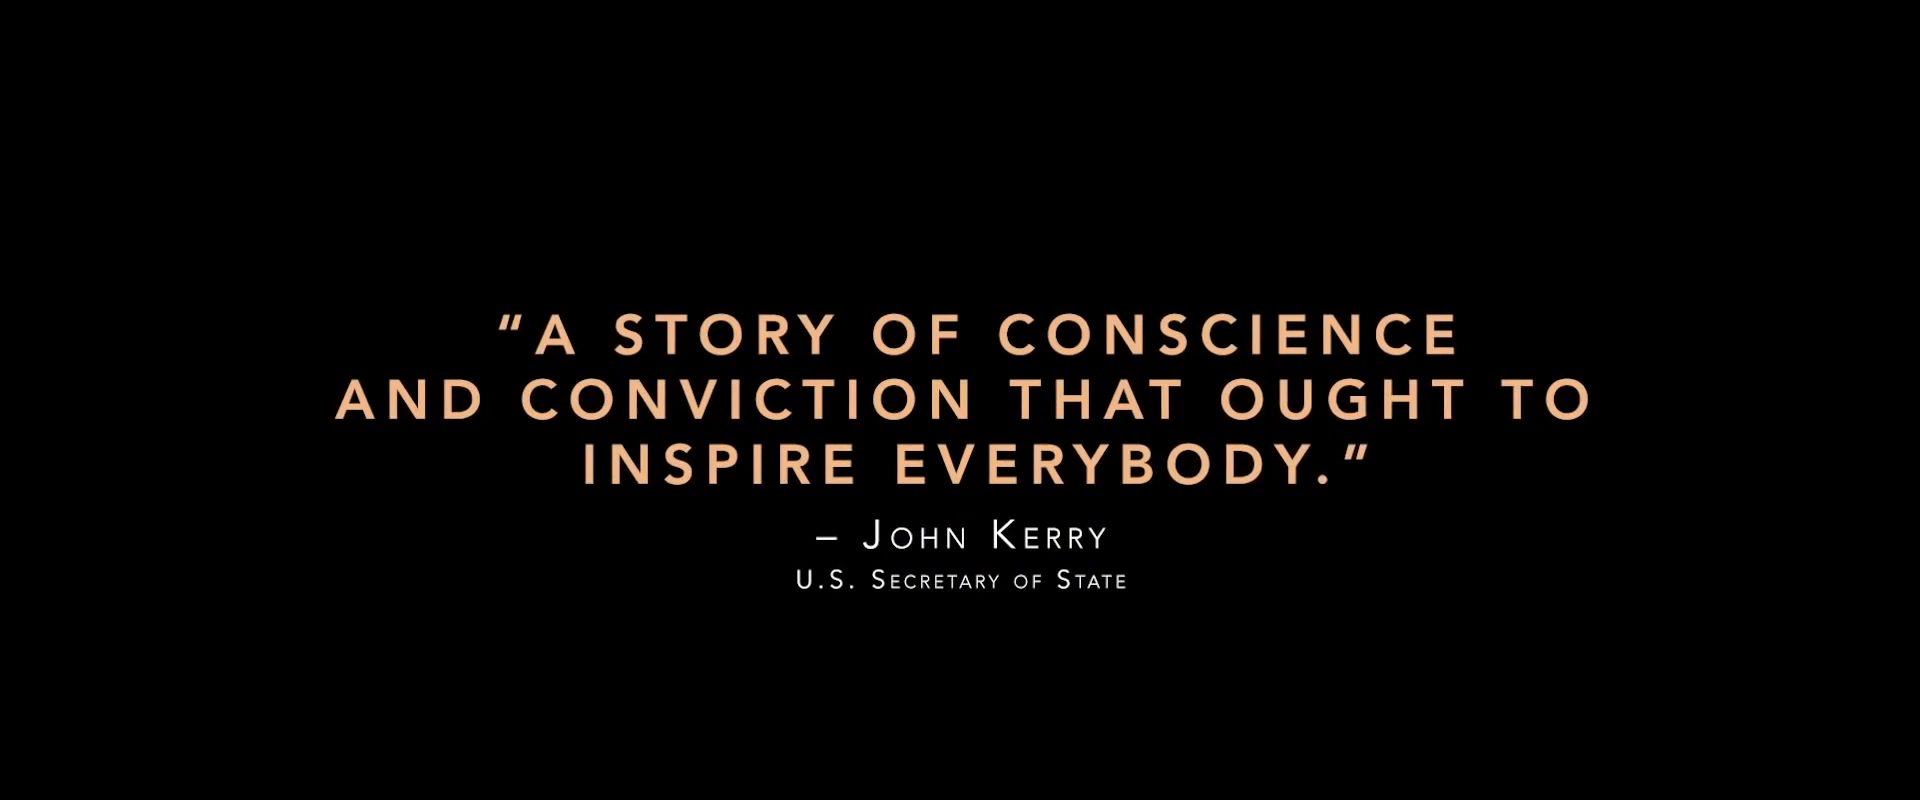 “A STORY OF CONSCIENCE
AND CONVICTION THAT OUGHT TO
INSPIRE EVERYBODY.”
– JOHN KERRY
U.S. SECRETARY OF STATE